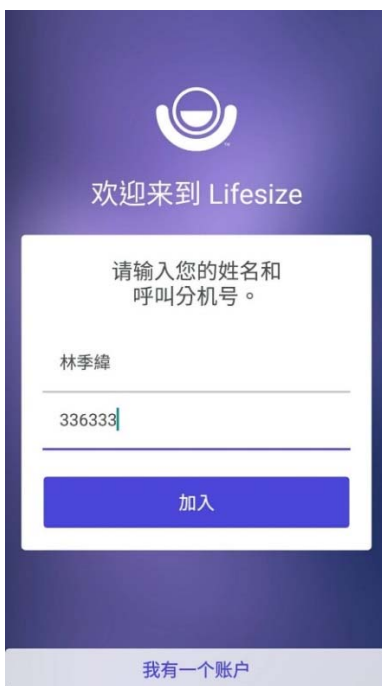 欢迎来到 Lifesize
请输入您的姓名和
呼叫分机号。
林季緯
336333
加入
我有一个账户